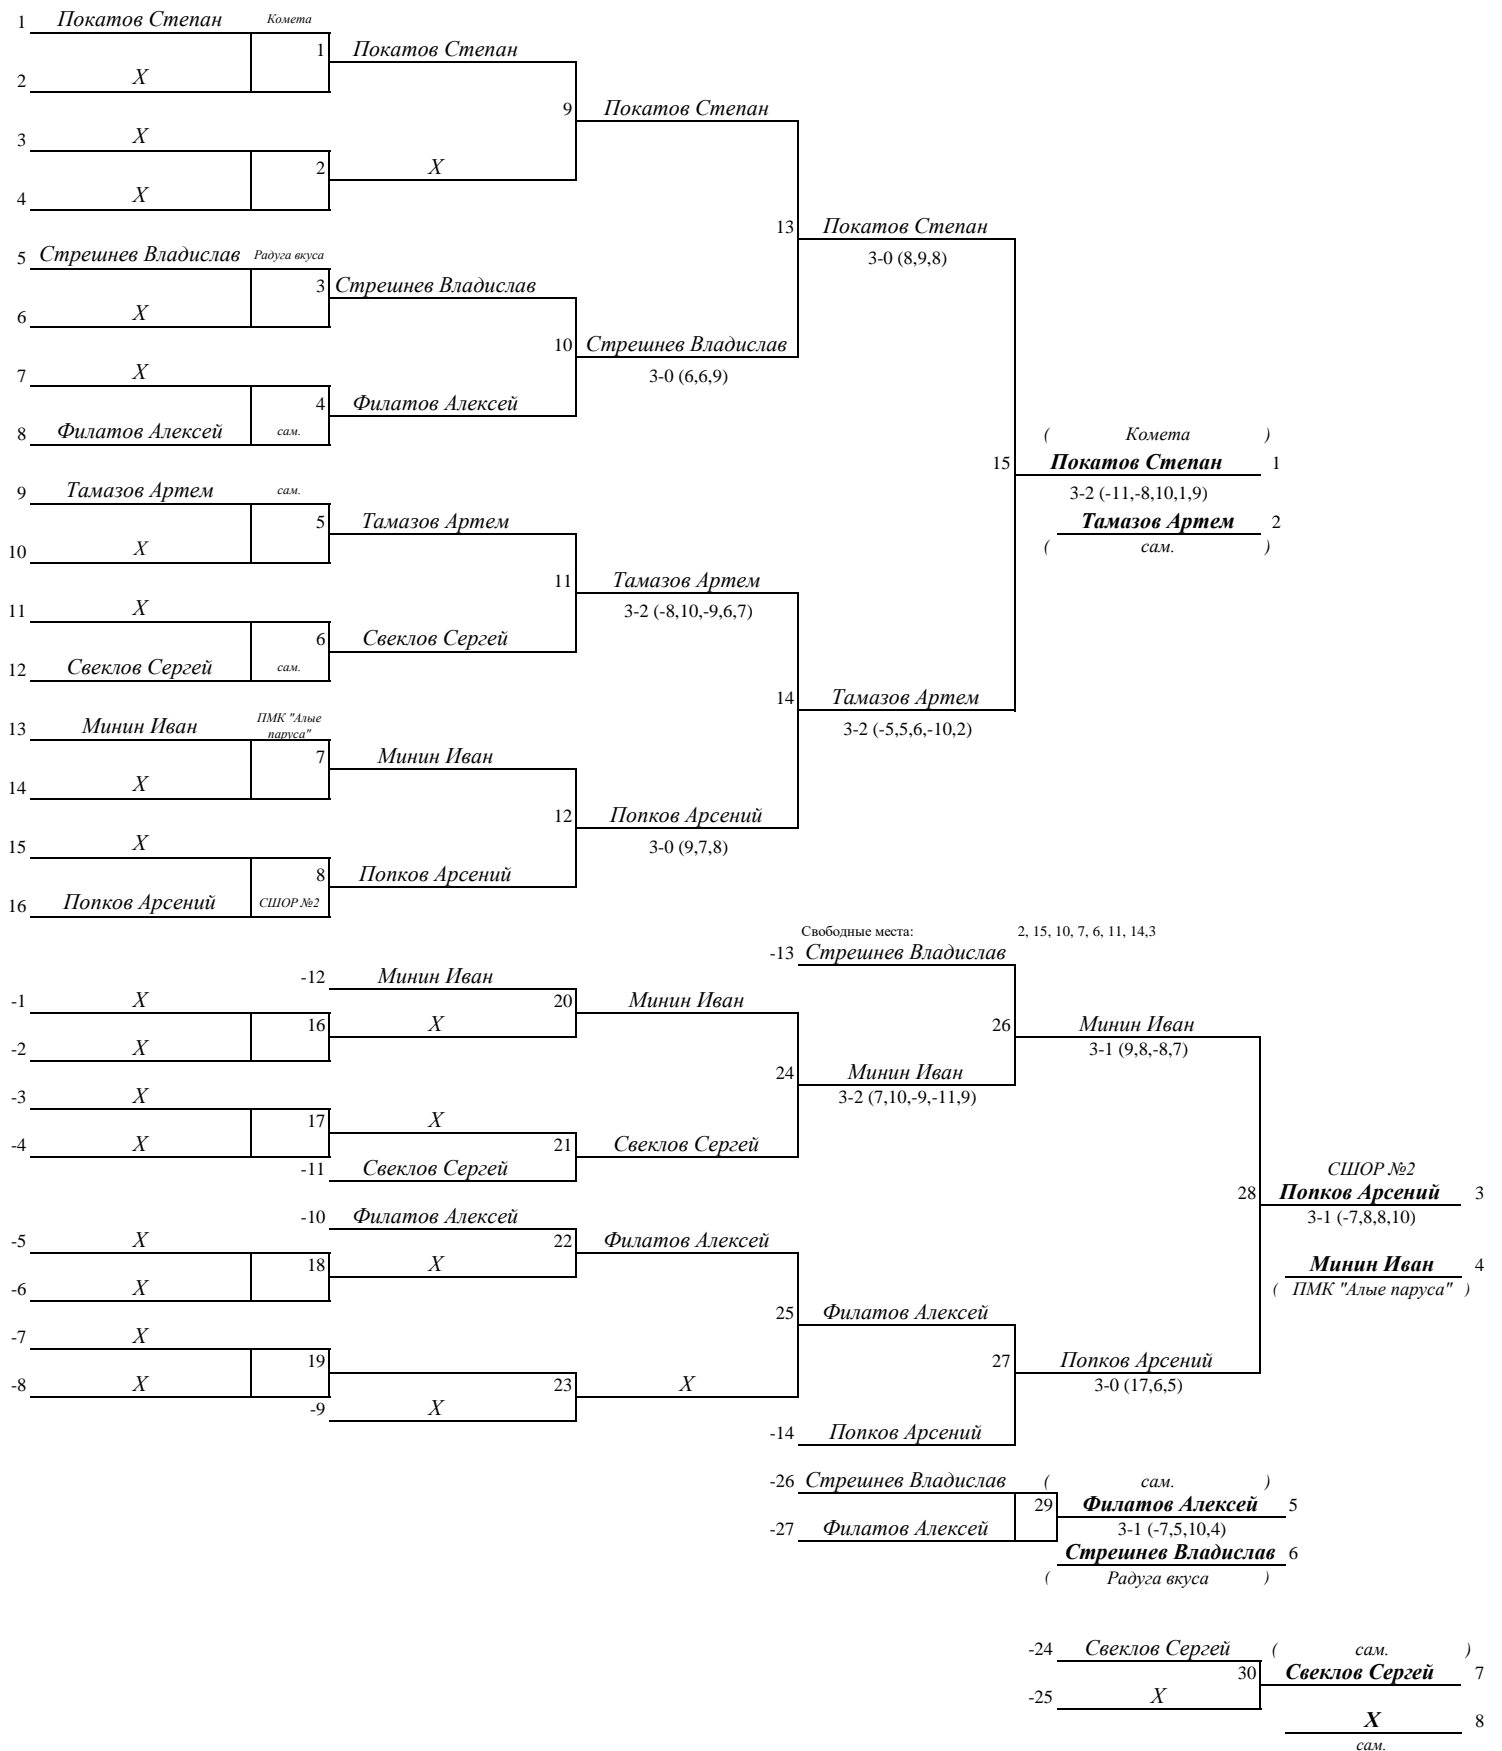 1 Покатов Степан Комета
1 Покатов Степан
2 X
9 Покатов Степан
3 X
2 X
4 X
13 Покатов Степан
3-0 (8,9,8)
5 Стрешнев Владислав Радуга вкуса
3 Стрешнев Владислав
6 X
10 Стрешнев Владислав
3-0 (6,6,9)
7 X
4 Филатов Алексей
8 Филатов Алексей сам.
( Комета )
15 Покатов Степан 1
3-2 (-11,-8,10,1,9)
Тамазов Артем 2
( сам. )
9 Тамазов Артем сам.
5 Тамазов Артем
10 X
11 Тамазов Артем
3-2 (-8,10,-9,6,7)
11 X
6 Свеклов Сергей
12 Свеклов Сергей сам.
14 Тамазов Артем
3-2 (-5,5,6,-10,2)
13 Минин Иван ПМК "Алые
паруса"
7 Минин Иван
14 X
12 Попков Арсений
3-0 (9,7,8)
15 X
8 Попков Арсений
16 Попков Арсений СШОР №2
Свободные места: 2, 15, 10, 7, 6, 11, 14,3
-13 Стрешнев Владислав
-12 Минин Иван
-1 X
20 Минин Иван
16 X
26 Минин Иван
-2 X
3-1 (9,8,-8,7)
24 Минин Иван
-3 X
3-2 (7,10,-9,-11,9)
17 X
-4 X
21 Свеклов Сергей
-11 Свеклов Сергей
СШОР №2
28 Попков Арсений 3
3-1 (-7,8,8,10)
-10 Филатов Алексей
-5 X
22 Филатов Алексей
18 X
Минин Иван 4
-6 X
( ПМК "Алые паруса" )
25 Филатов Алексей
-7 X
19
27 Попков Арсений
3-0 (17,6,5)
-8 X
23 X
-9 X
-14 Попков Арсений
-26 Стрешнев Владислав ( сам. )
29 Филатов Алексей 5
-27 Филатов Алексей
3-1 (-7,5,10,4)
Стрешнев Владислав 6
( Радуга вкуса )
-24 Свеклов Сергей ( сам. )
30 Свеклов Сергей 7
-25 X
X 8
сам.